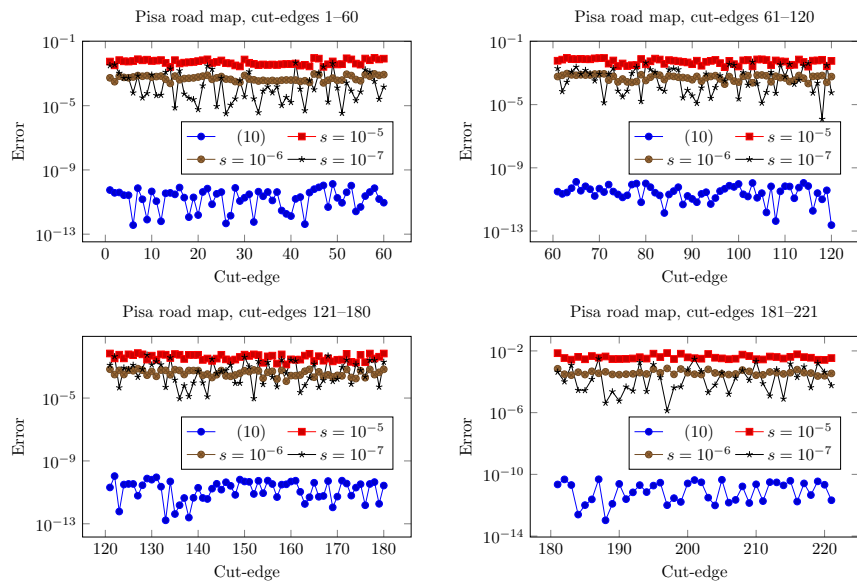 Pisa road map, cut-edges 1–60
10⁻¹
10⁻⁵
10⁻⁹
10⁻¹³
Error
0 10 20 30 40 50 60
Cut-edge
(10) s = 10⁻⁵
s = 10⁻⁶ s = 10⁻⁷
Pisa road map, cut-edges 61–120
10⁻¹
10⁻⁵
10⁻⁹
10⁻¹³
Error
60 70 80 90 100 110 120
Cut-edge
(10) s = 10⁻⁵
s = 10⁻⁶ s = 10⁻⁷
Pisa road map, cut-edges 121–180
10⁻⁵
10⁻⁹
10⁻¹³
Error
110 120 130 140 150 160 170 180
Cut-edge
(10) s = 10⁻⁵
s = 10⁻⁶ s = 10⁻⁷
Pisa road map, cut-edges 181–221
10⁻²
10⁻⁶
10⁻¹⁰
10⁻¹⁴
Error
180 190 200 210 220
Cut-edge
(10) s = 10⁻⁵
s = 10⁻⁶ s = 10⁻⁷